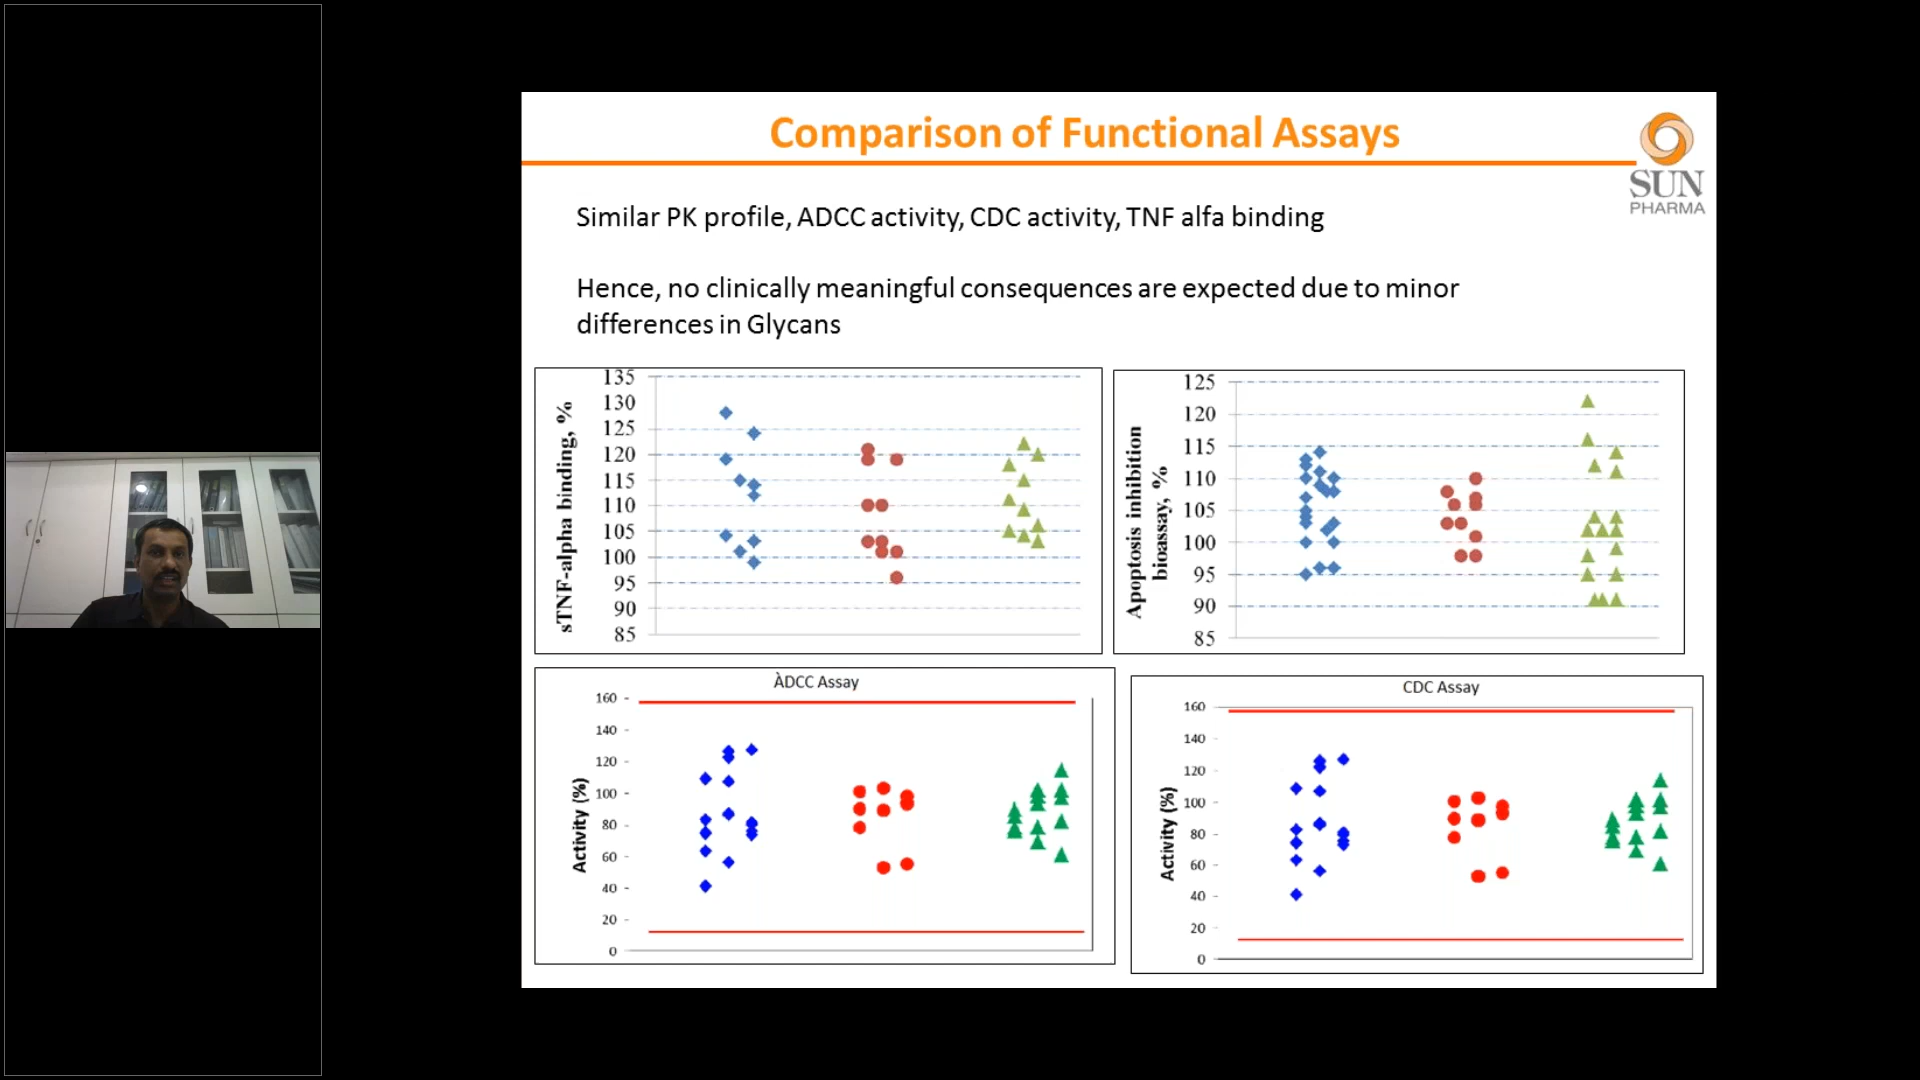 Comparison of Functional Assays
SUN
PHARMA
Similar PK profile, ADCC activity, CDC activity, TNF alfa binding
Hence, no clinically meaningful consequences are expected due to minor
differences in Glycans
sTNF-alpha binding, %
135
130
125
120
115
110
105
100
95
90
85
Apoptosis inhibition
bioassay, %
125
120
115
110
105
100
95
90
85
ÀDCC Assay
Activity (%)
160
140
120
100
80
60
40
20
0
CDC Assay
Activity (%)
160
140
120
100
80
60
40
20
0